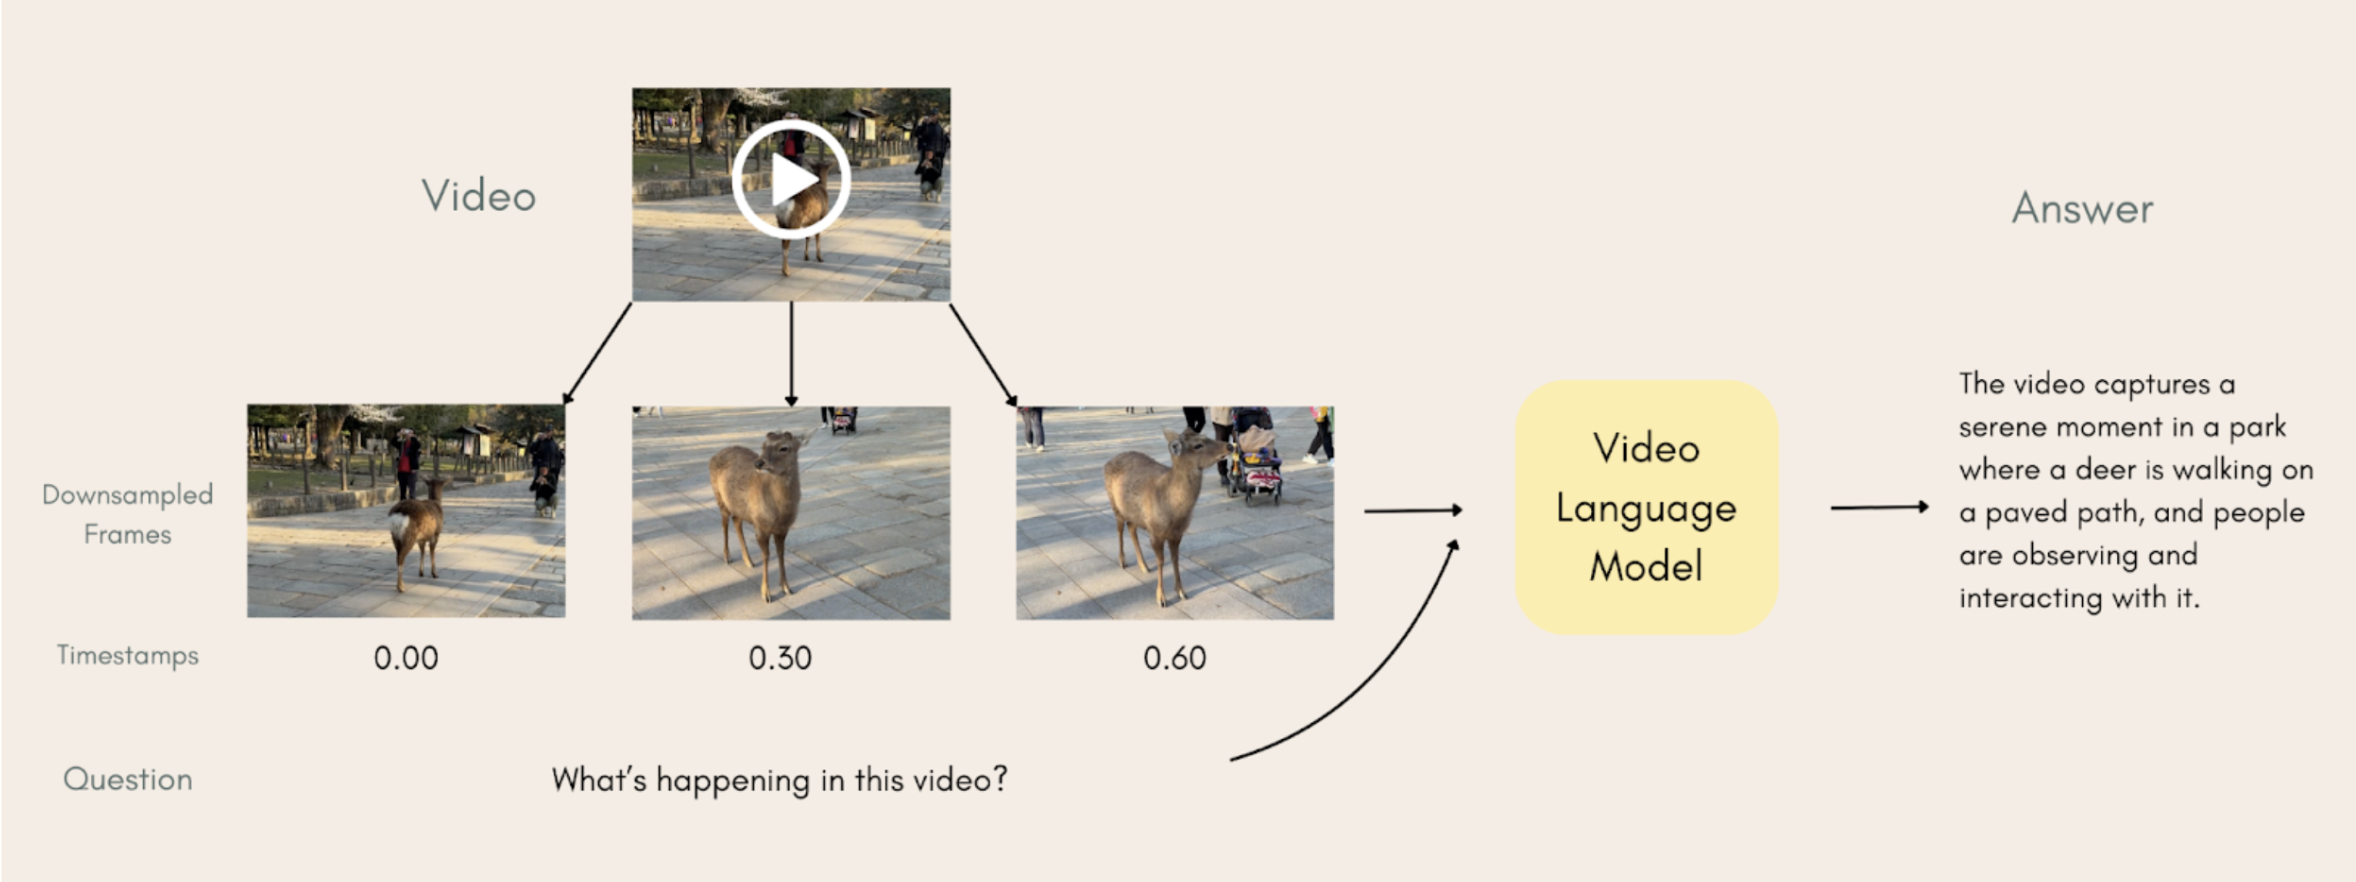 Video
Answer
Downsampled
Frames
Timestamps
0.00
0.30
0.60
Question
What's happening in this video?
Video
Language
Model
The video captures a
serene moment in a park
where a deer is walking on
a paved path, and people
are observing and
interacting with it.